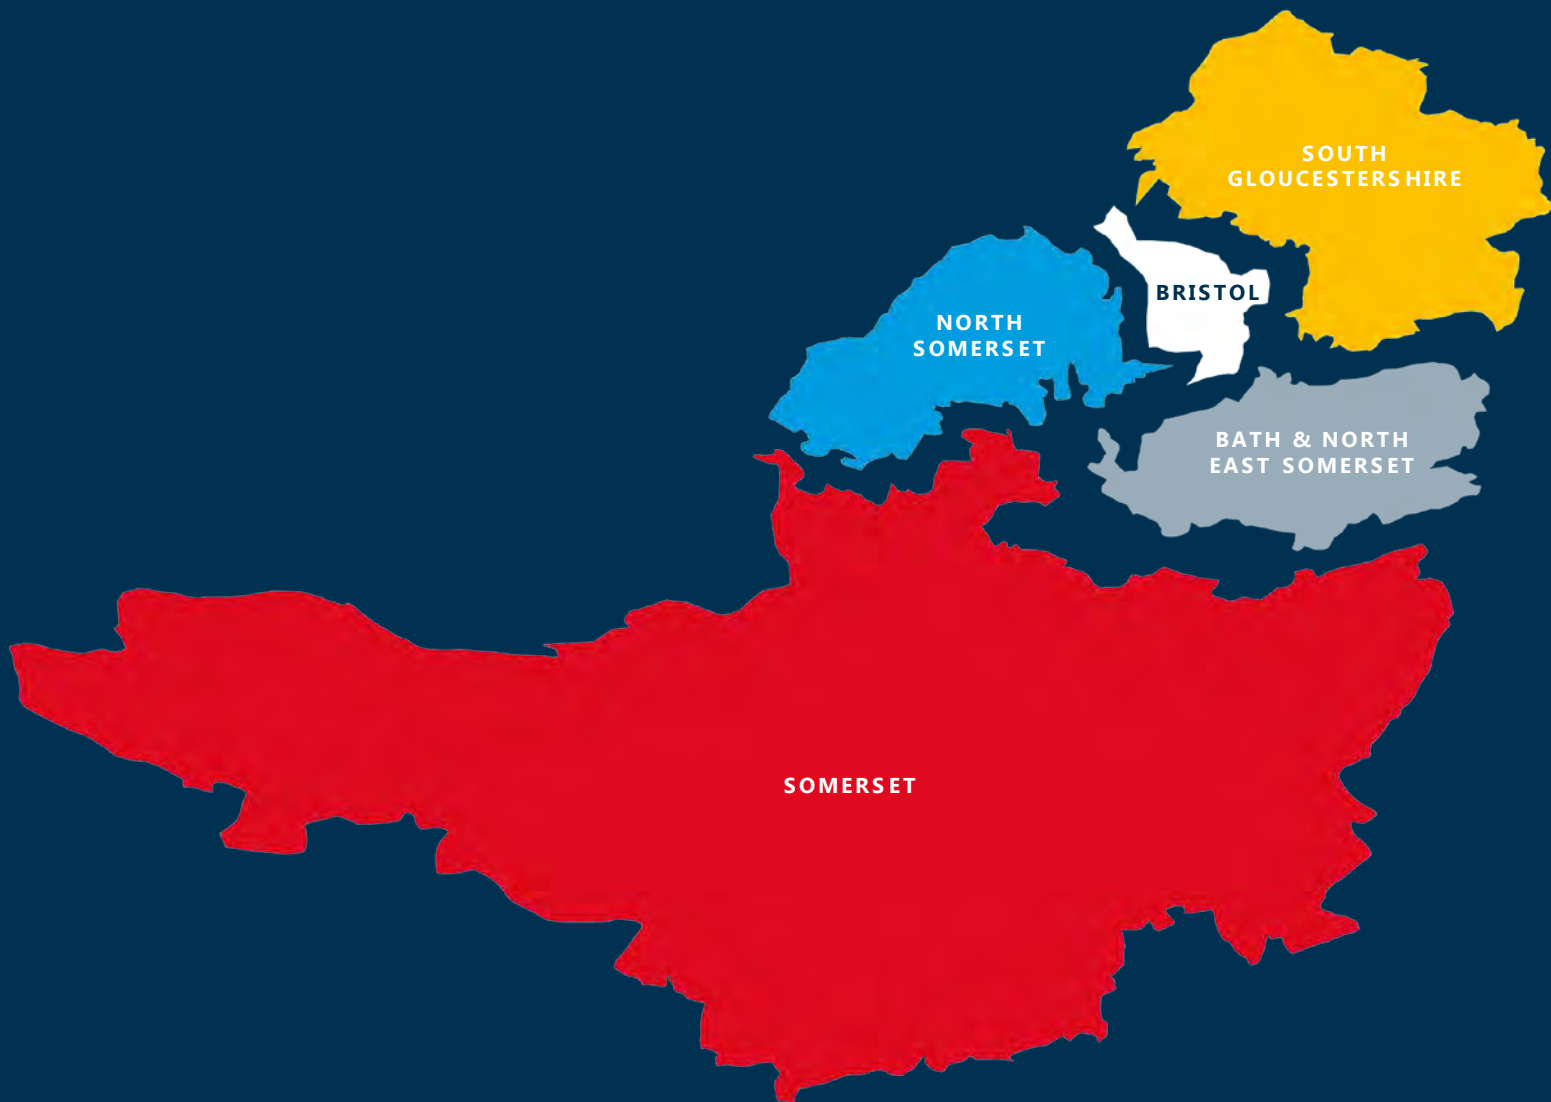 SOUTH
GLOUCESTERSHIRE
BRISTOL
NORTH
SOMERSET
BATH & NORTH
EAST SOMERSET
SOMERSET